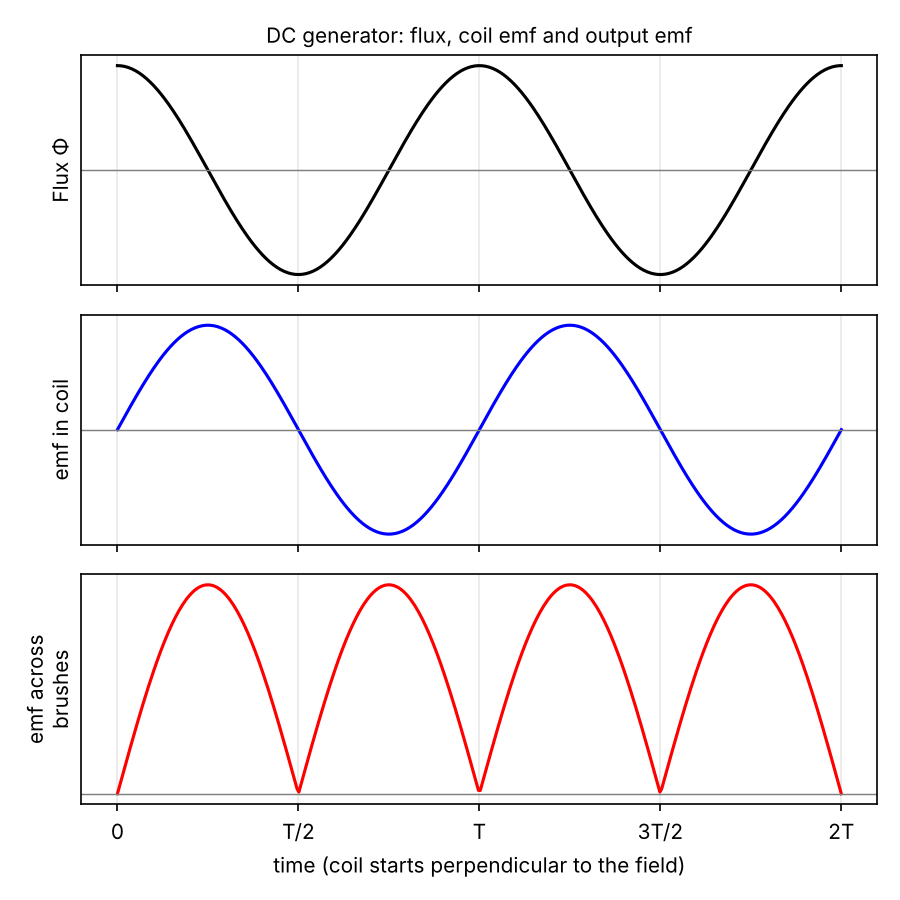 DC generator: flux, coil emf and output emf
Flux Φ
emf in coil
emf across
brushes
0
T/2
T
3T/2
2T
time (coil starts perpendicular to the field)